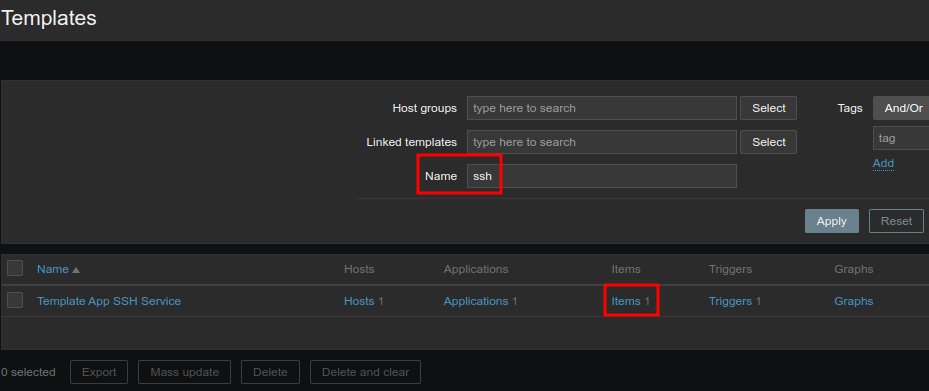 Templates
Host groups type here to search Select Tags And/Or
Linked templates type here to search Select tag
Name ssh Add
Apply Reset
Name Hosts Applications Items Triggers Graphs
Template App SSH Service Hosts 1 Applications 1 Items 1 Triggers 1 Graphs
0 selected Export Mass update Delete Delete and clear